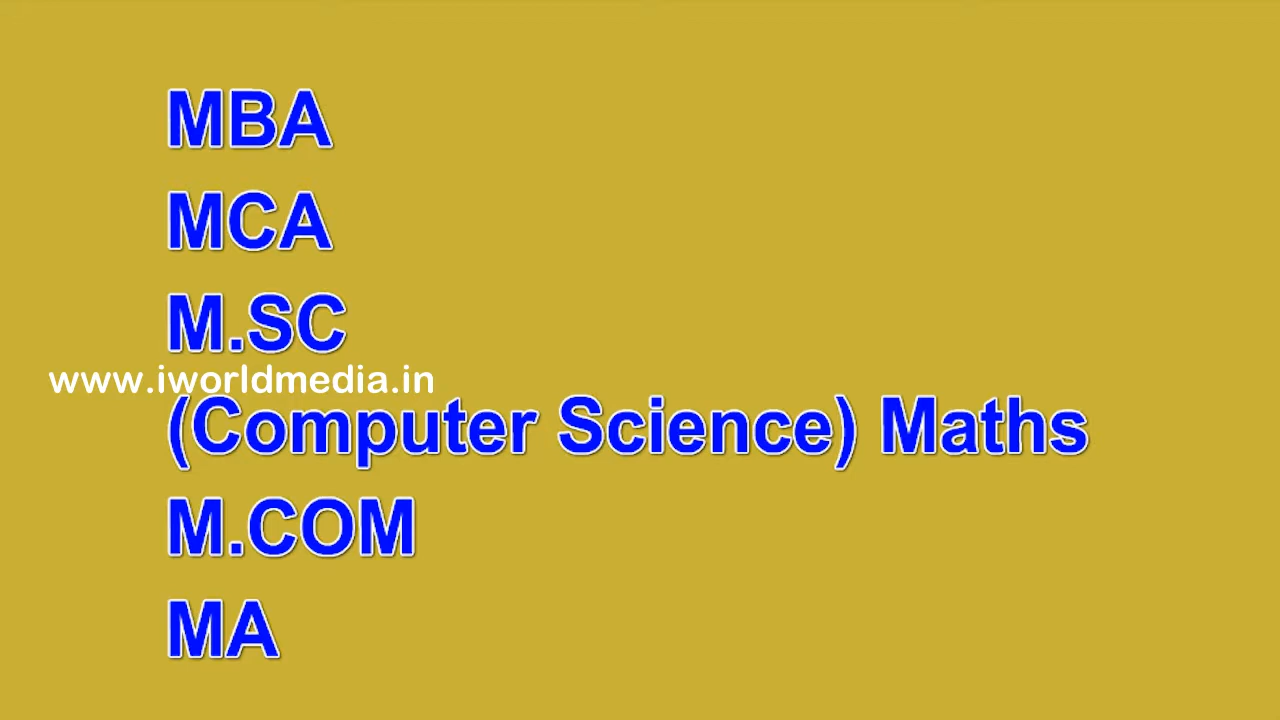 MBA
MCA
M.SC
www.iworldmedia.in
(Computer Science) Maths
M.COM
MA